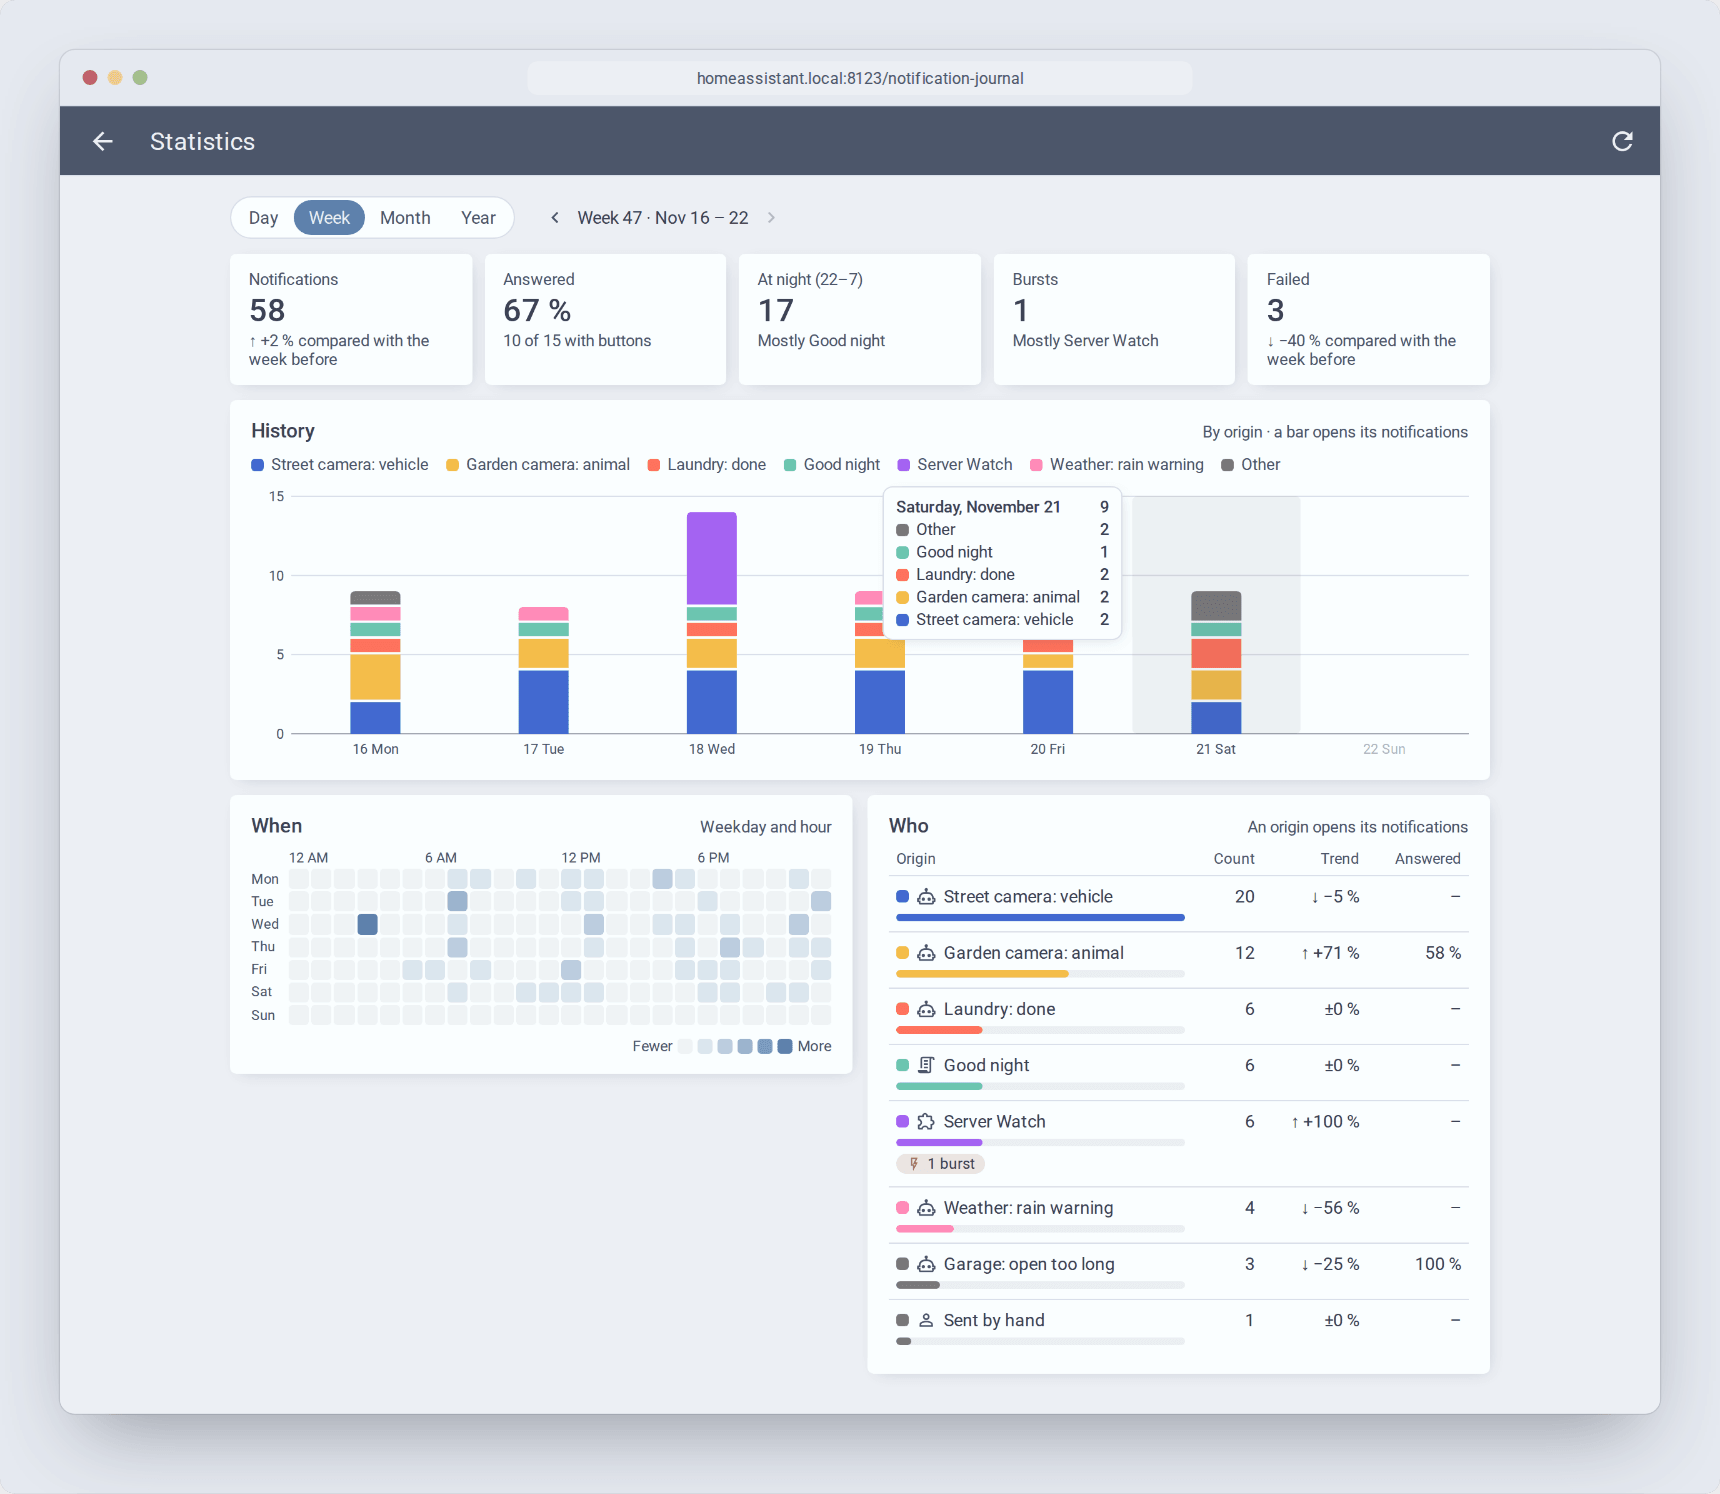 homeassistant.local:8123/notification-journal
Statistics
Day Week Month Year
Week 47 · Nov 16 – 22
Notifications
58
↑ +2 % compared with the
week before
Answered
67 %
10 of 15 with buttons
At night (22–7)
17
Mostly Good night
Bursts
1
Mostly Server Watch
Failed
3
↓ −40 % compared with the
week before
History
By origin · a bar opens its notifications
Street camera: vehicle Garden camera: animal Laundry: done Good night Server Watch Weather: rain warning Other
15
10
5
0
Saturday, November 21 9
Other 2
Good night 1
Laundry: done 2
Garden camera: animal 2
Street camera: vehicle 2
16 Mon 17 Tue 18 Wed 19 Thu 20 Fri 21 Sat 22 Sun
When
Weekday and hour
12 AM 6 AM 12 PM 6 PM
Mon
Tue
Wed
Thu
Fri
Sat
Sun
Fewer More
Who
An origin opens its notifications
Origin Count Trend Answered
Street camera: vehicle 20 ↓ −5 % –
Garden camera: animal 12 ↑ +71 % 58 %
Laundry: done 6 ±0 % –
Good night 6 ±0 % –
Server Watch 6 ↑ +100 % –
1 burst
Weather: rain warning 4 ↓ −56 % –
Garage: open too long 3 ↓ −25 % 100 %
Sent by hand 1 ±0 % –